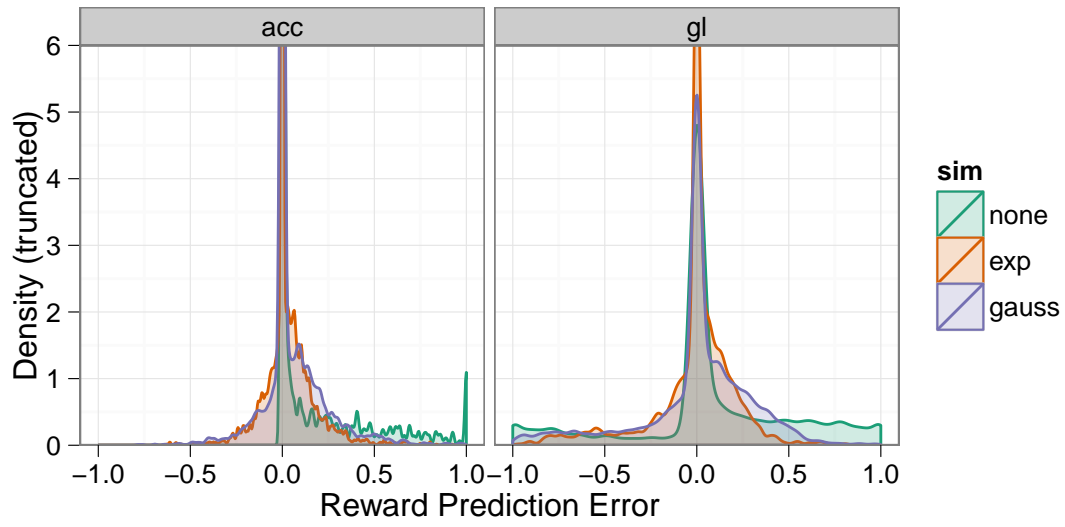 acc gl
6
5
4
3
2
1
0
Density (truncated)
−1.0 −0.5 0.0 0.5 1.0 −1.0 −0.5 0.0 0.5 1.0
Reward Prediction Error
sim
none
exp
gauss